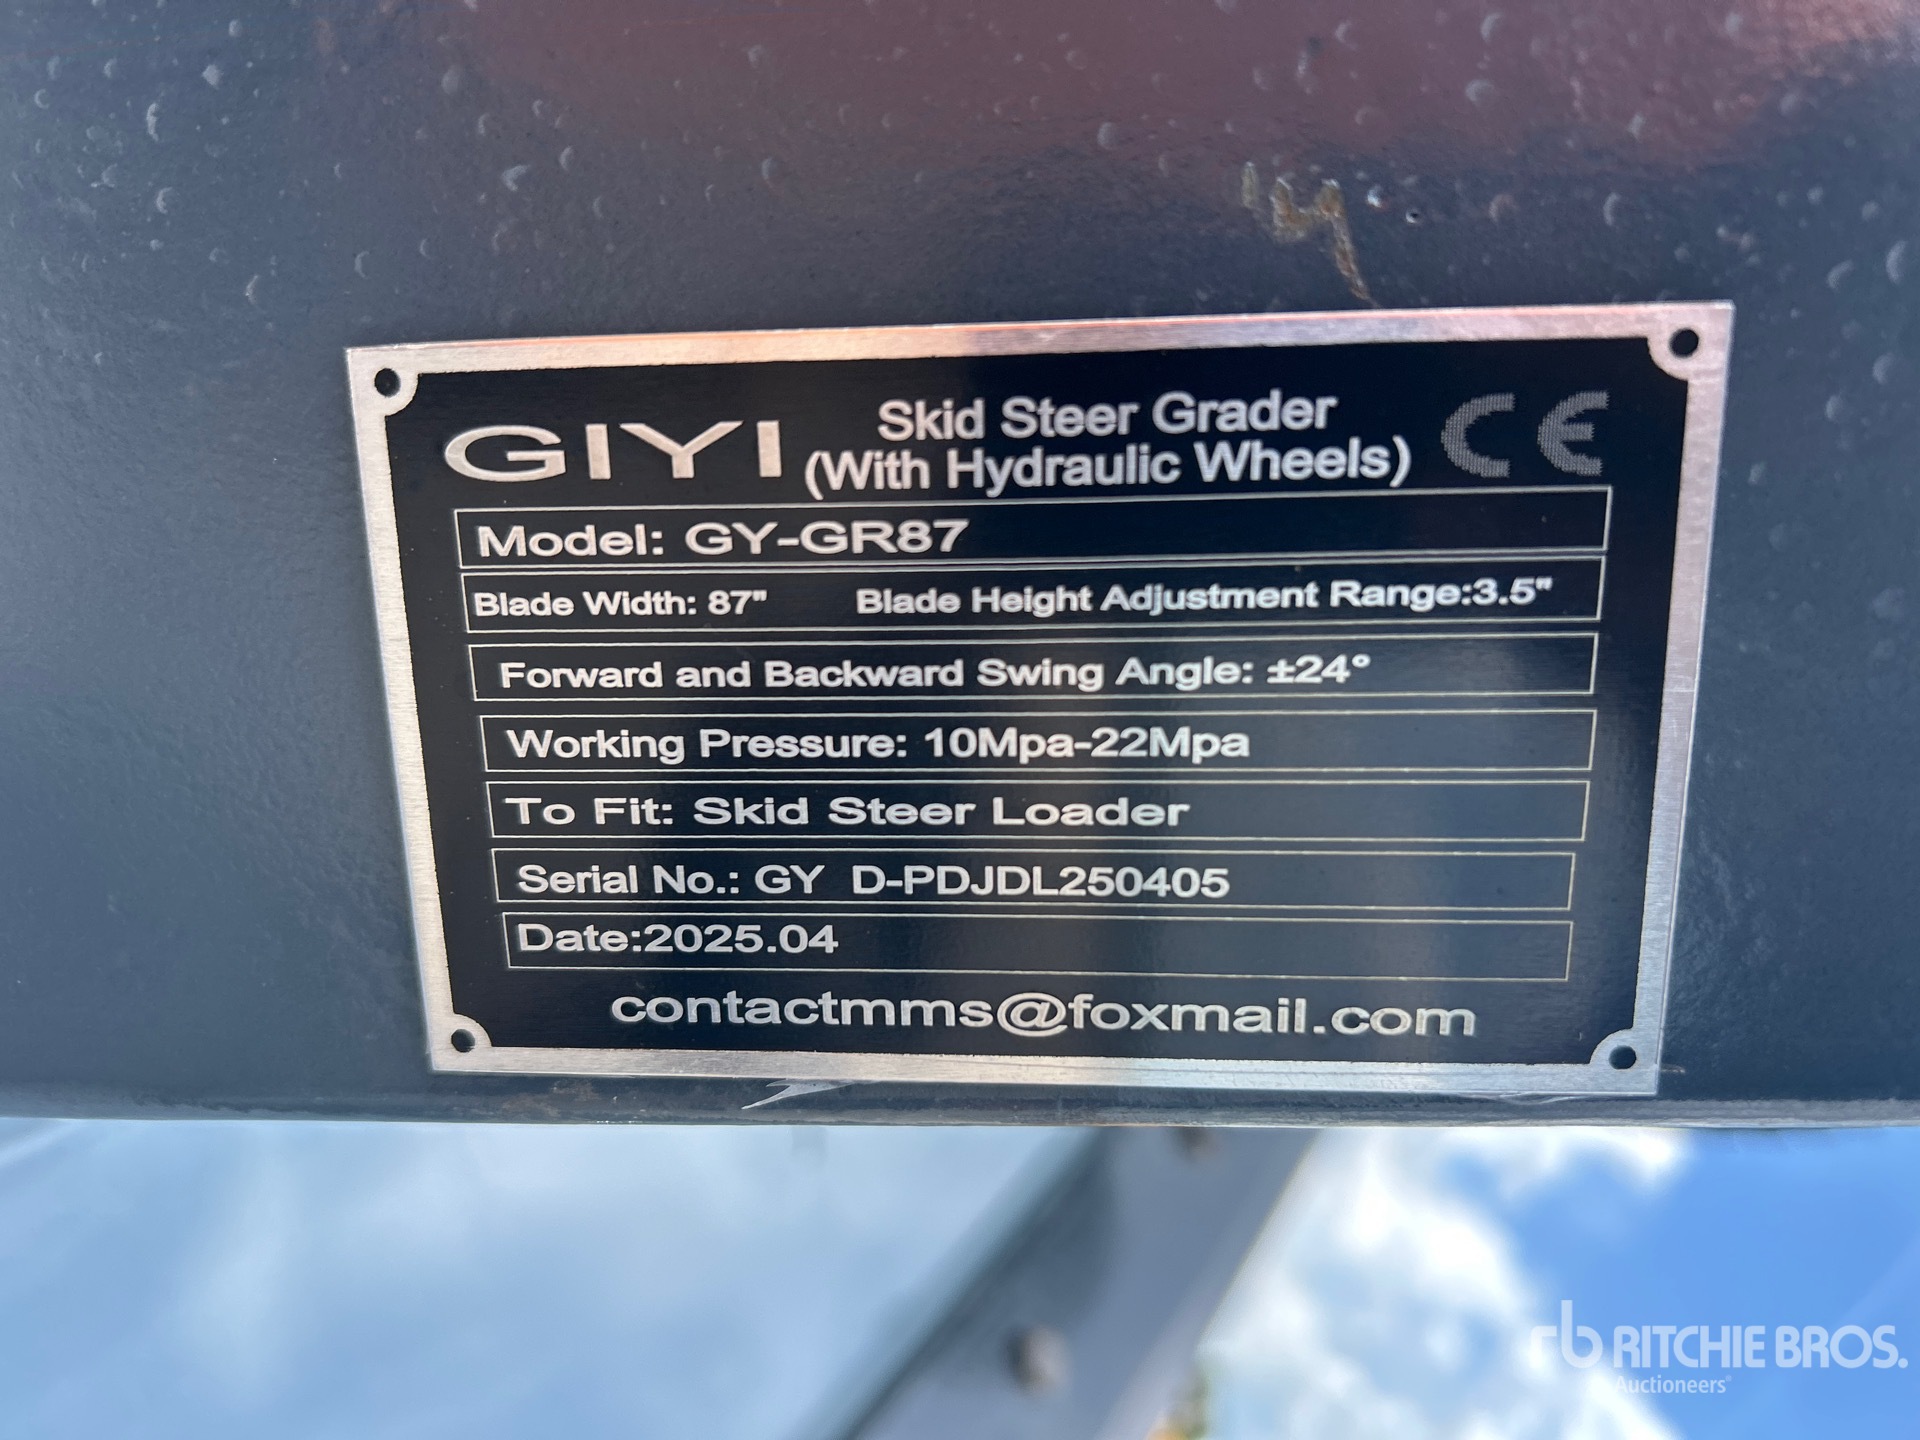 GIYI
Skid Steer Grader
(With Hydraulic Wheels)
CE
Model: GY-GR87
Blade Width: 87" Blade Height Adjustment Range:3.5"
Forward and Backward Swing Angle: ±24°
Working Pressure: 10Mpa-22Mpa
To Fit: Skid Steer Loader
Serial No.: GY D-PDJDL250405
Date:2025.04
contactmms@foxmail.com
rb RITCHIE BROS.
Auctioneers®